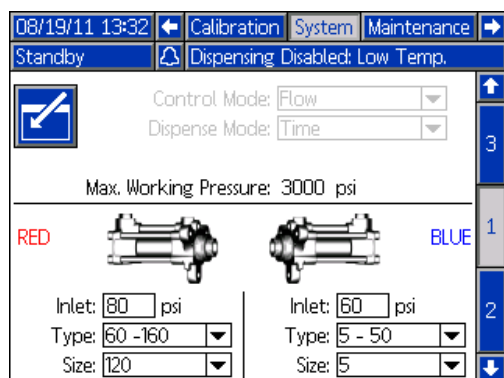 08/19/11 13:32 Calibration System Maintenance
Standby Dispensing Disabled: Low Temp.
Control Mode: Flow
Dispense Mode: Time
3
Max. Working Pressure: 3000 psi
RED BLUE 1
Inlet: 80 psi Inlet: 60 psi
Type: 60 -160 Type: 5 - 50 2
Size: 120 Size: 5